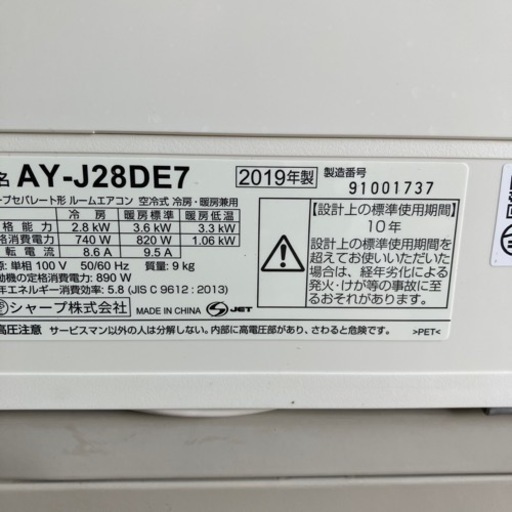 名 AY-J28DE7 2019年製 製造番号 91001737
プセパレート形 ルームエアコン 空冷式 冷房・暖房兼用
冷房 暖房標準 暖房低温
格能力 2.8 kW 3.6 kW 3.3 kW
格消費電力 740 W 820 W 1.06 kW
転電流 8.6 A 9.5 A
源: 単相 100 V 50/60 Hz 質量: 9 kg
動機の定格消費電力: 890 W
年エネルギー消費効率: 5.8 (JIS C 9612 : 2013)
シャープ株式会社 MADE IN CHINA JET
【設計上の標準使用期間】
10 年
設計上の標準使用期間を
超えてお使いいただいた
場合は、経年劣化による
発火・けが等の事故に至
るおそれがあります。
高圧注意 サービスマン以外の人は分解しない。内部に高電圧部があり、さわると危険。 >PET<